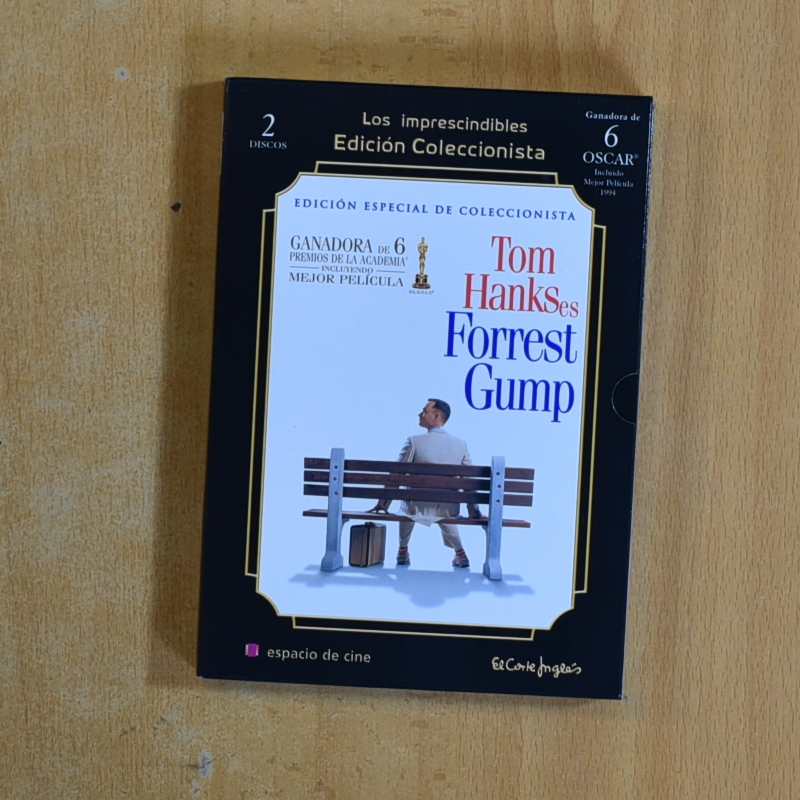 2
DISCOS
Los imprescindibles
Edición Coleccionista
Ganadora de
6
OSCAR®
Incluido
Mejor Película
1994
EDICIÓN ESPECIAL DE COLECCIONISTA
GANADORA DE 6
PREMIOS DE LA ACADEMIA®
INCLUYENDO
MEJOR PELÍCULA
Tom
Hanks es
Forrest
Gump
espacio de cine
El Corte Inglés